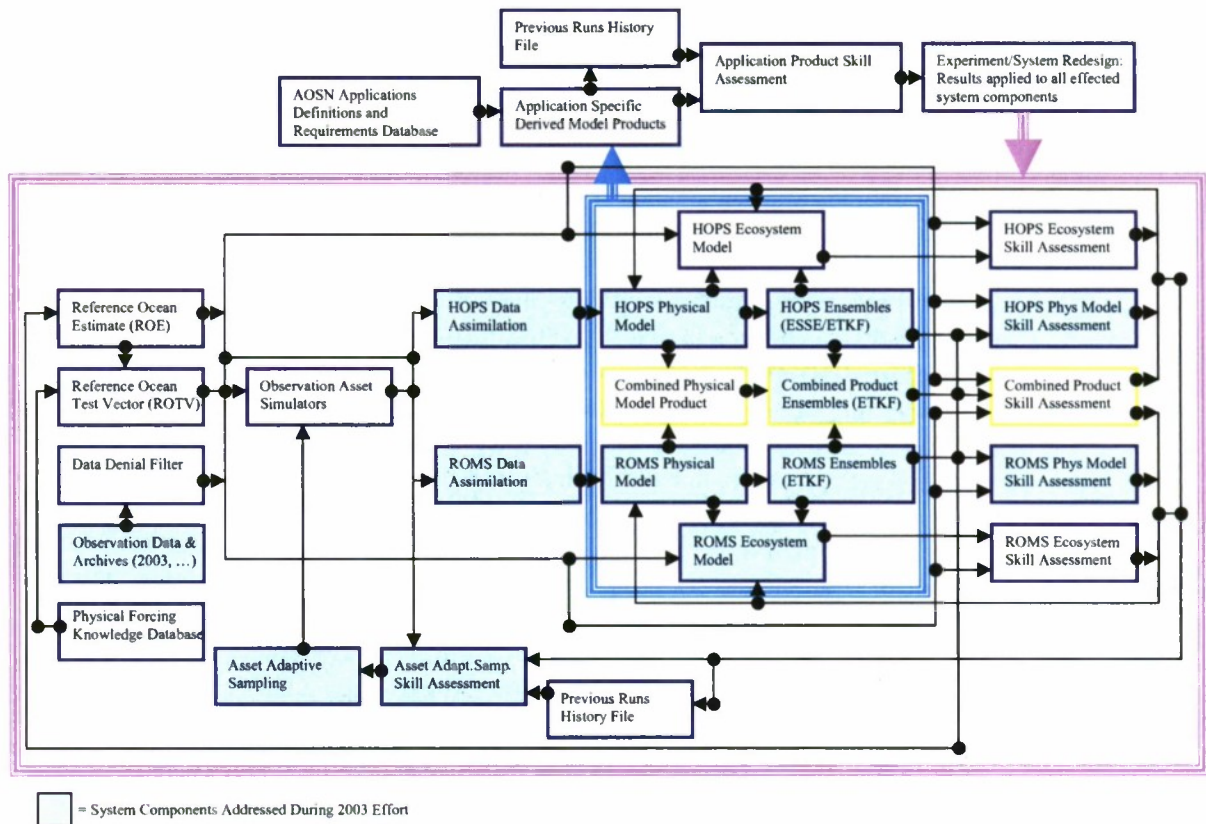 Previous Runs History
File
Application Product Skill
Assessment
Experiment/System Redesign:
Results applied to all effected
system components
AOSN Applications
Definitions and
Requirements Database
Application Specific
Derived Model Products
HOPS Ecosystem
Model
HOPS Ecosystem
Skill Assessment
Reference Ocean
Estimate (ROE)
HOPS Data
Assimilation
HOPS Physical
Model
HOPS Ensembles
(ESSE/ETKF)
HOPS Phys Model
Skill Assessment
Reference Ocean
Test Vector (ROTV)
Observation Asset
Simulators
Combined Physical
Model Product
Combined Product
Ensembles (ETKF)
Combined Product
Skill Assessment
Data Denial Filter
ROMS Data
Assimilation
ROMS Physical
Model
ROMS Ensembles
(ETKF)
ROMS Phys Model
Skill Assessment
Observation Data &
Archives (2003, ...)
ROMS Ecosystem
Model
ROMS Ecosystem
Skill Assessment
Physical Forcing
Knowledge Database
Asset Adaptive
Sampling
Asset Adapt.Samp.
Skill Assessment
Previous Runs
History File
= System Components Addressed During 2003 Effort